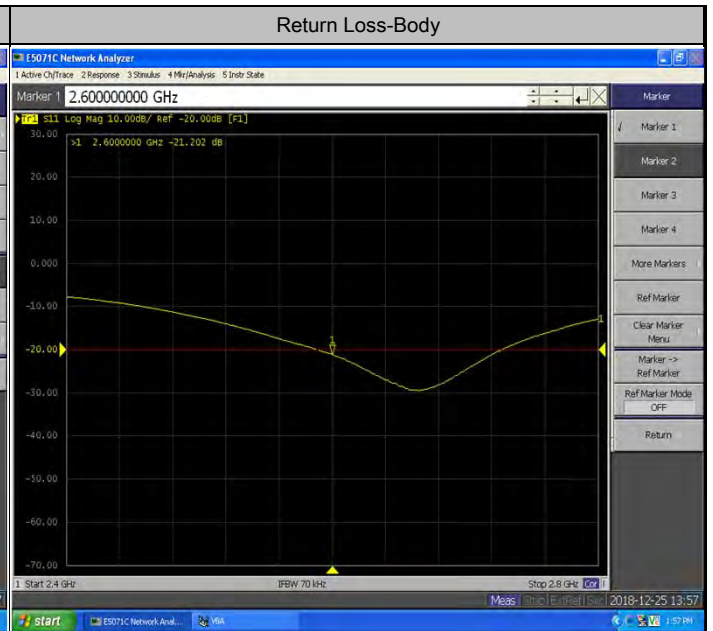 Return Loss-Body
E5071C Network Analyzer
1 Active Ch/Trace 2 Response 3 Stimulus 4 Mkr/Analysis 5 Instr State
Marker 1 2.600000000 GHz
Marker
Tr1 S11 Log Mag 10.00dB/ Ref -20.00dB [F1]
30.00
>1 2.6000000 GHz -21.202 dB
20.00
10.00
0.000
-10.00
-20.00
-30.00
-40.00
-50.00
-60.00
-70.00
1
1
√ Marker 1
Marker 2
Marker 3
Marker 4
More Markers
Ref Marker
Clear Marker
Menu
Marker ->
Ref Marker
Ref Marker Mode
OFF
Return
1 Start 2.4 GHz
IFBW 70 kHz
Stop 2.8 GHz Cor
Meas Stop ExtRef Svc 2018-12-25 13:57
start
E5071C Network Anal...
VBA
1:57 PM